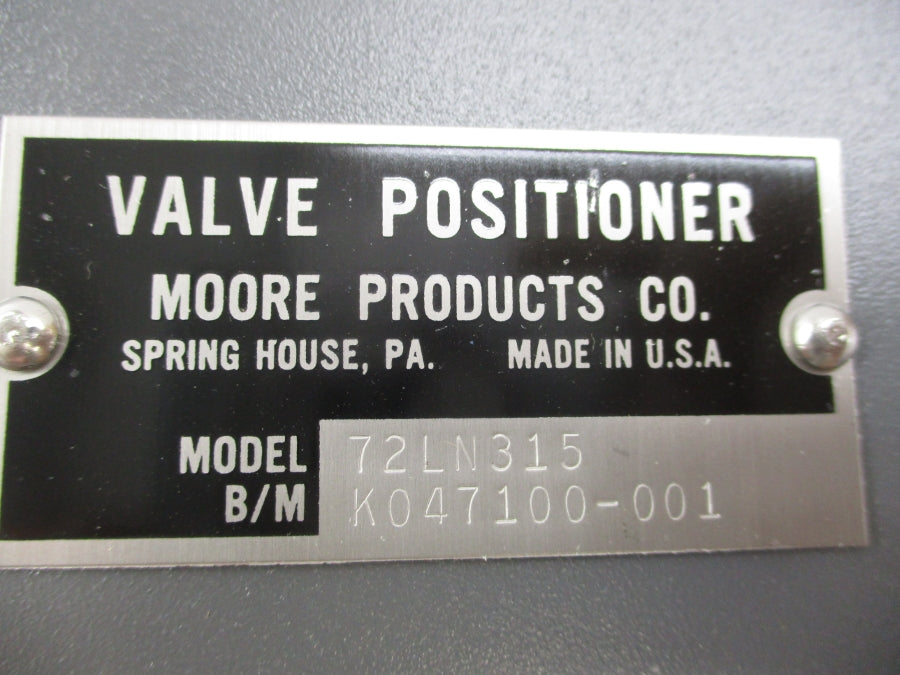 VALVE POSITIONER
MOORE PRODUCTS CO.
SPRING HOUSE, PA. MADE IN U.S.A.
MODEL 72LN315
B/M K047100-001